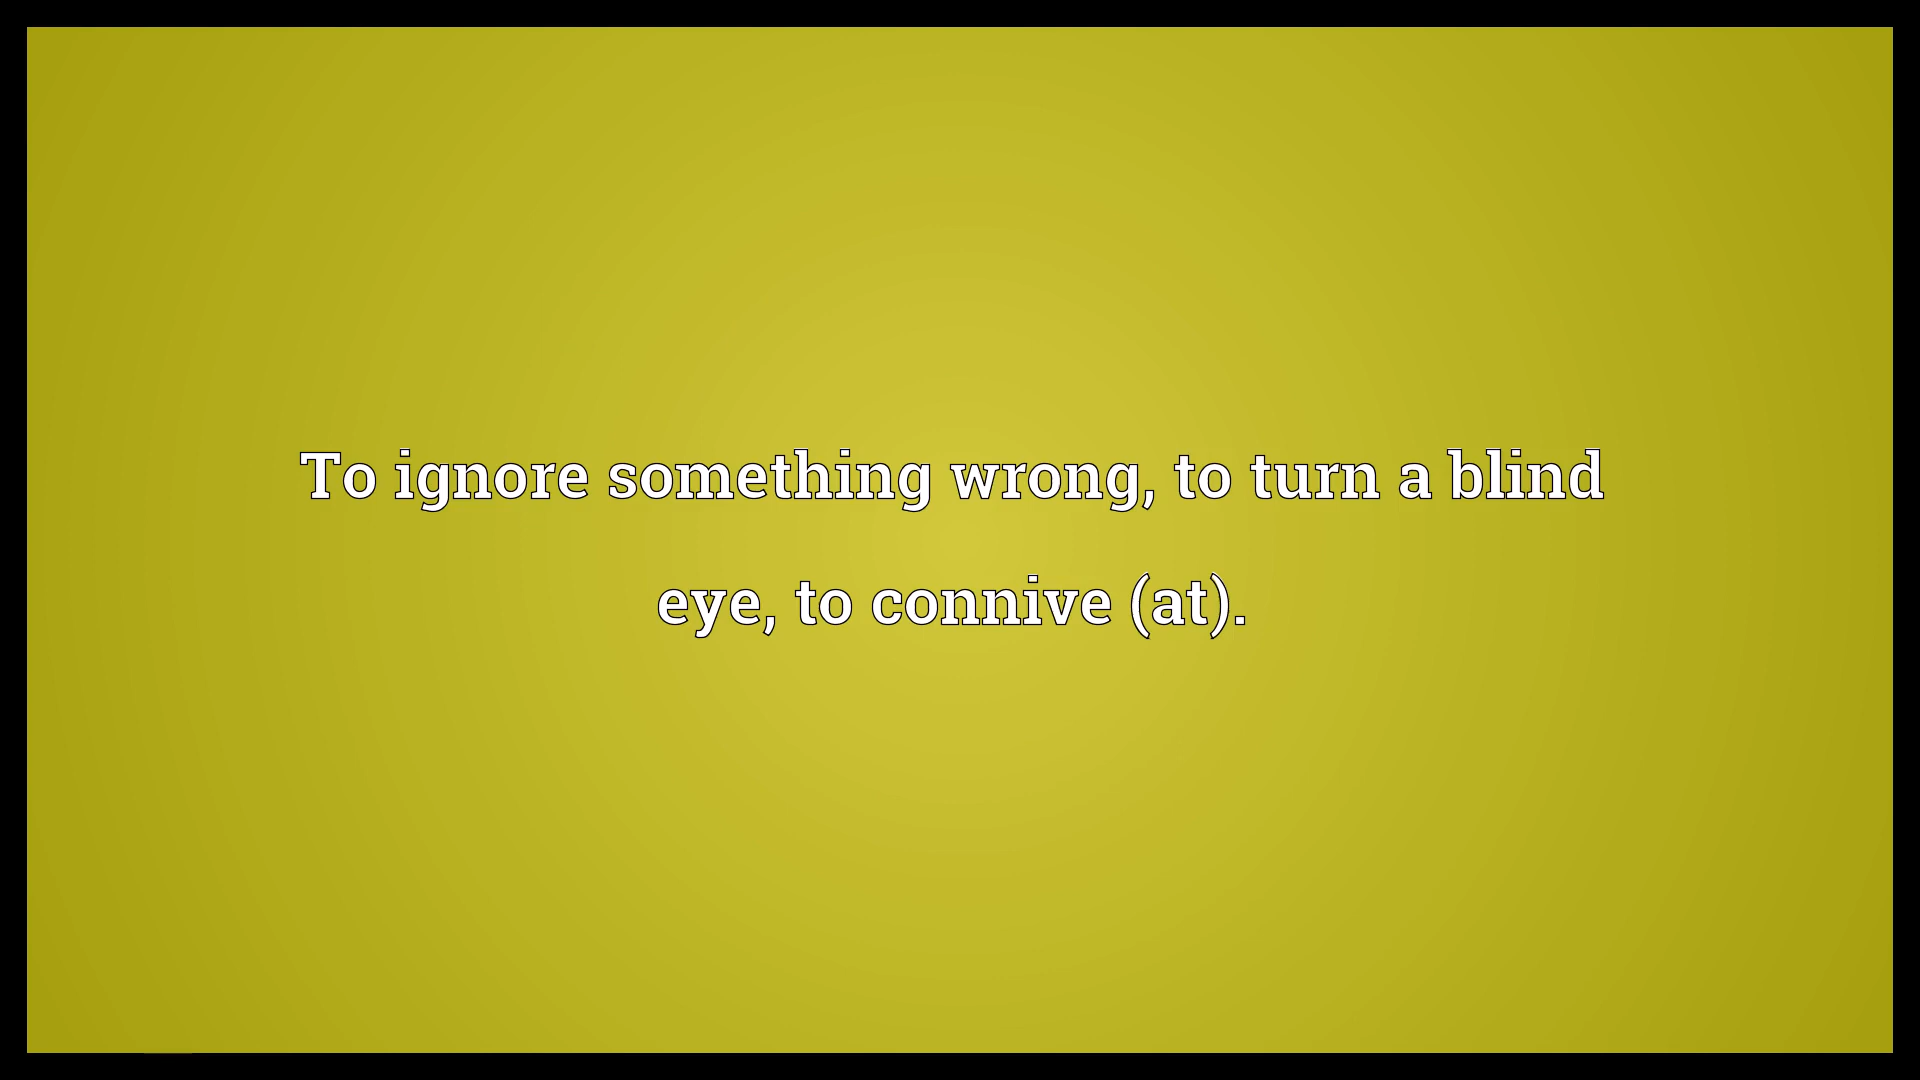 To ignore something wrong, to turn a blind
eye, to connive (at).